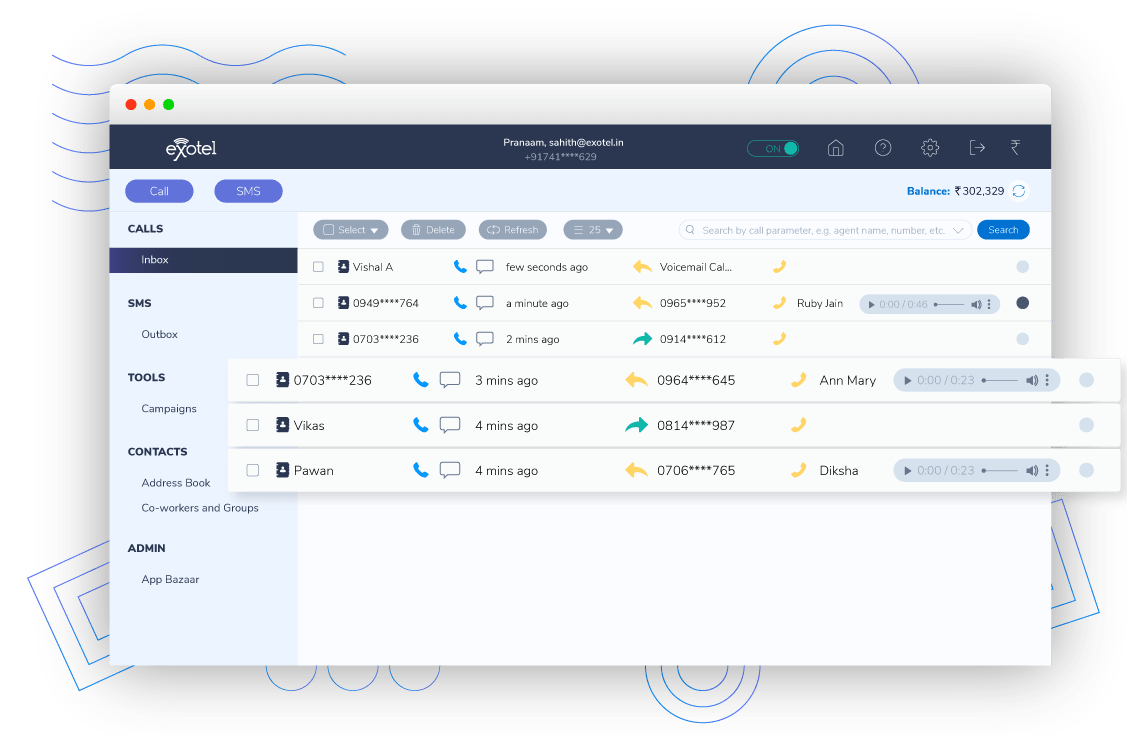 exotel
Pranaam, sahith@exotel.in
+91741****629
ON
₹
Call
SMS
Balance: ₹302,329
CALLS
Inbox
SMS
Outbox
TOOLS
Campaigns
CONTACTS
Address Book
Co-workers and Groups
ADMIN
App Bazaar
Select Delete Refresh 25 Search by call parameter, e.g. agent name, number, etc. Search
Vishal A few seconds ago Voicemail Cal...
0949****764 a minute ago 0965****952 Ruby Jain 0:00 / 0:46
0703****236 2 mins ago 0914****612
0703****236 3 mins ago 0964****645 Ann Mary 0:00 / 0:23
Vikas 4 mins ago 0814****987
Pawan 4 mins ago 0706****765 Diksha 0:00 / 0:23